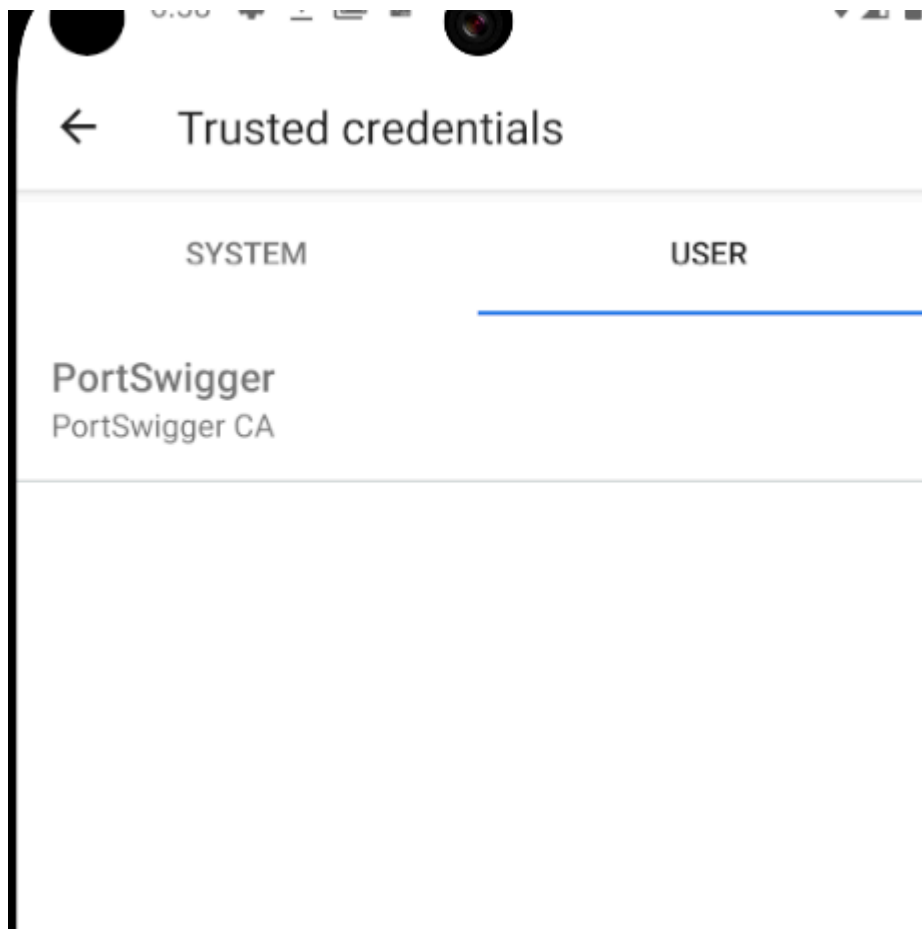 Trusted credentials
SYSTEM
USER
PortSwigger
PortSwigger CA